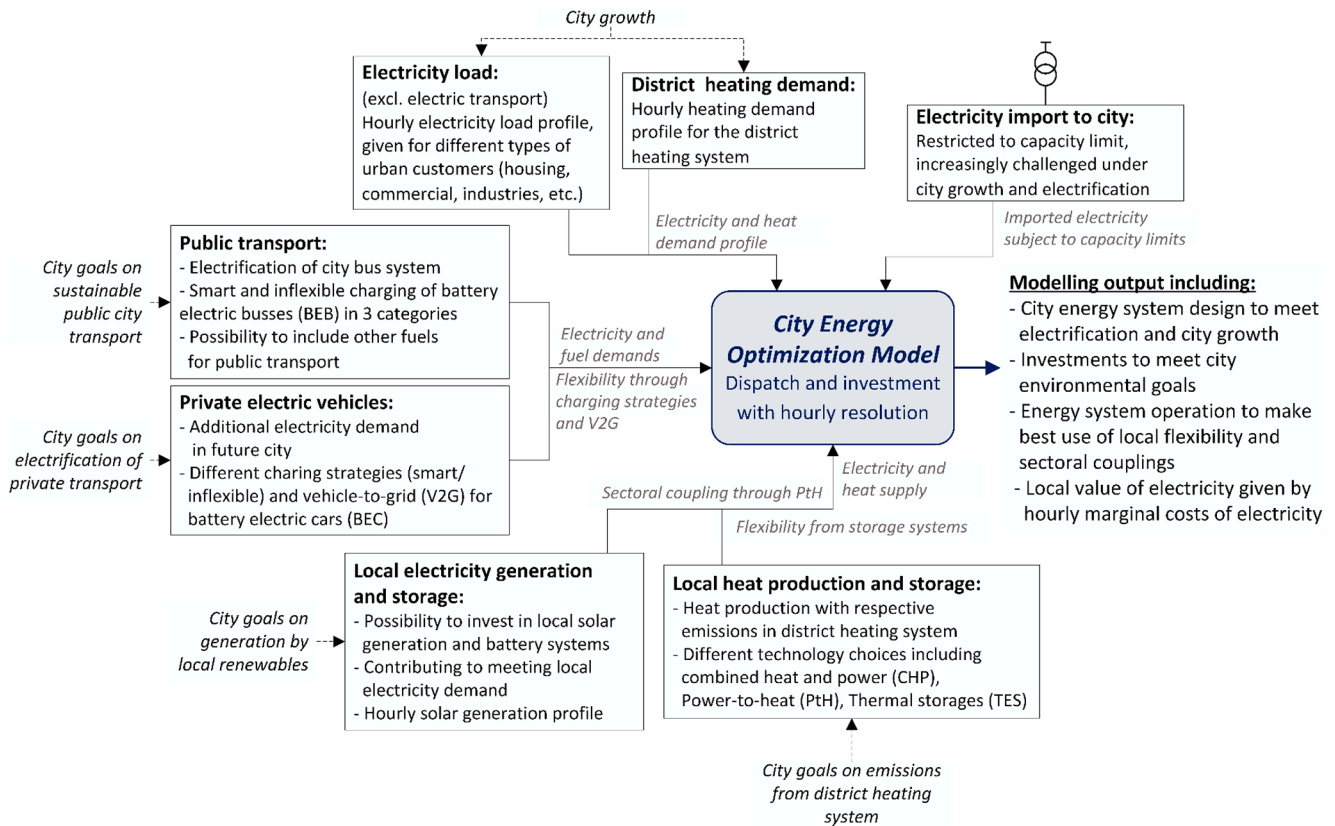 City growth
Electricity load:
(excl. electric transport)
Hourly electricity load profile,
given for different types of
urban customers (housing,
commercial, industries, etc.)
District heating demand:
Hourly heating demand
profile for the district
heating system
Electricity import to city:
Restricted to capacity limit,
increasingly challenged under
city growth and electrification
Electricity and heat
demand profile
Imported electricity
subject to capacity limits
City goals on
sustainable
public city
transport
Public transport:
- Electrification of city bus system
- Smart and inflexible charging of battery
electric busses (BEB) in 3 categories
- Possibility to include other fuels
for public transport
City goals on
electrification of
private transport
Private electric vehicles:
- Additional electricity demand
in future city
- Different charing strategies (smart/
inflexible) and vehicle-to-grid (V2G) for
battery electric cars (BEC)
Electricity and
fuel demands
Flexibility through
charging strategies
and V2G
City Energy
Optimization Model
Dispatch and investment
with hourly resolution
Modelling output including:
- City energy system design to meet
electrification and city growth
- Investments to meet city
environmental goals
- Energy system operation to make
best use of local flexibility and
sectoral couplings
- Local value of electricity given by
hourly marginal costs of electricity
Electricity and
heat supply
Sectoral coupling through PtH
Flexibility from storage systems
City goals on
generation by
local renewables
Local electricity generation
and storage:
- Possibility to invest in local solar
generation and battery systems
- Contributing to meeting local
electricity demand
- Hourly solar generation profile
Local heat production and storage:
- Heat production with respective
emissions in district heating system
- Different technology choices including
combined heat and power (CHP),
Power-to-heat (PtH), Thermal storages (TES)
City goals on emissions
from district heating
system